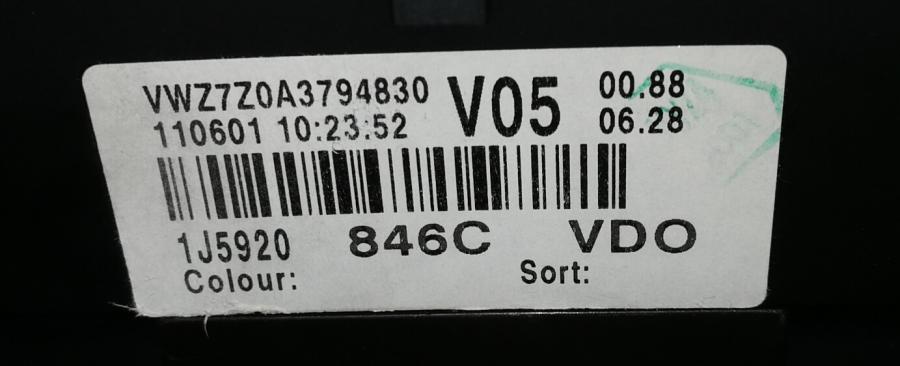 VWZ7Z0A3794830 V05 00.88
110601 10:23:52 06.28
1J5920 846C VDO
Colour: Sort: